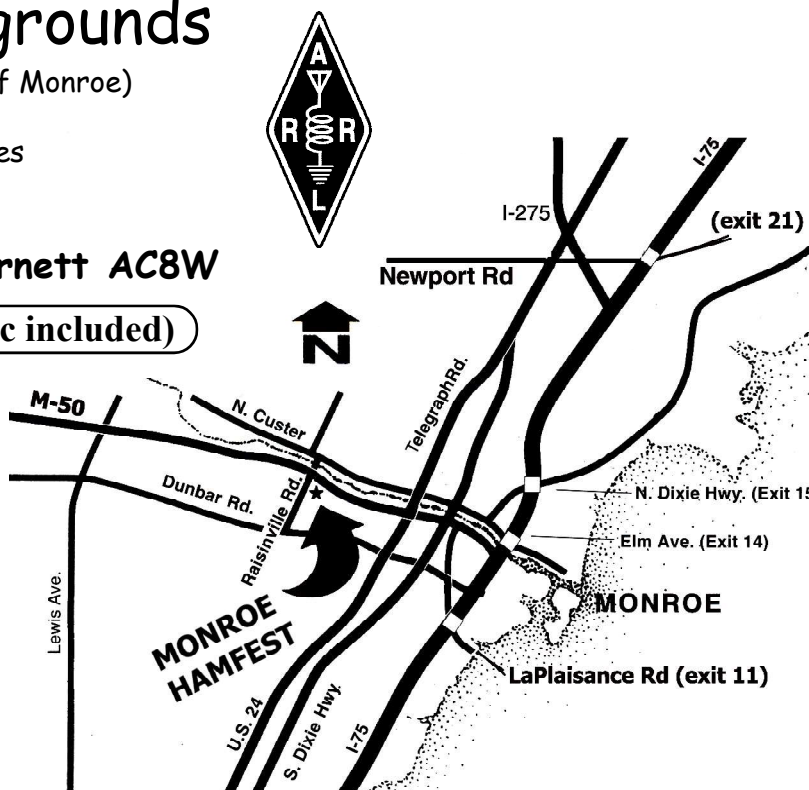 grounds
f Monroe)
es
rnett AC8W
c included)
A
R R
L
N
I-75
I-275
(exit 21)
Newport Rd
M-50
N. Custer
Telegraph Rd.
Dunbar Rd.
Raisinville Rd.
N. Dixie Hwy. (Exit 15
Elm Ave. (Exit 14)
Lewis Ave.
MONROE
HAMFEST
MONROE
LaPlaisance Rd (exit 11)
U.S. 24
S. Dixie Hwy.
I-75